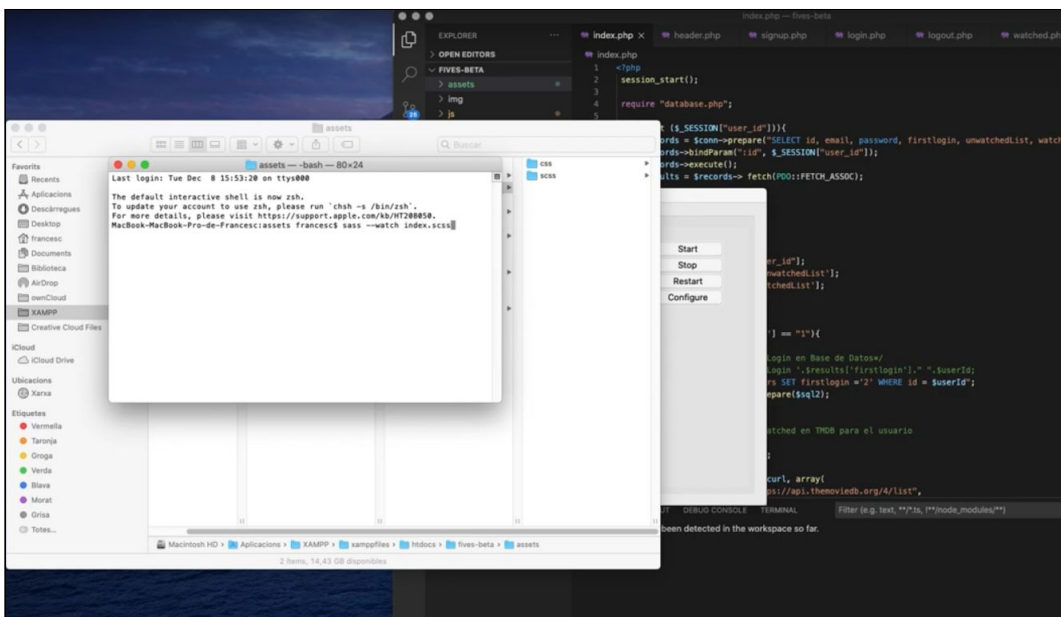 index.php — fives-beta
EXPLORER
index.php
header.php
signup.php
login.php
logout.php
watched.ph
OPEN EDITORS
index.php
FIVES-BETA
assets
img
js
26
1 <?php
2 session_start();
3
4 require "database.php";
5
t ($_SESSION["user_id"])){
ords = $conn->prepare("SELECT id, email, password, firstlogin, unwatchedList, watch
ords->bindParam(":id", $_SESSION["user_id"]);
ords->execute();
ults = $records-> fetch(PDO::FETCH_ASSOC);
er_id"];
nwatchedList'];
tchedList'];
'] == "1"){
Login en Base de Datos*/
Login '.$results['firstlogin']." ".$userId;
rs SET firstlogin ='2' WHERE id = $userId";
epare($sql2);
atched en TMDB para el usuario
;
curl, array(
ps://api.themoviedb.org/4/list",
UT
DEBUG CONSOLE
TERMINAL
Filter (e.g. text, **/*.ts, !**/node_modules/**)
been detected in the workspace so far.
Start
Stop
Restart
Configure
assets
Buscar
Favorits
Recents
Aplicacions
Descàrregues
Desktop
francesc
Documents
Biblioteca
AirDrop
ownCloud
XAMPP
Creative Cloud Files
iCloud
iCloud Drive
Ubicacions
Xarxa
Etiquetes
Vermella
Taronja
Groga
Verda
Blava
Morat
Grisa
Totes...
css
scss
assets — -bash — 80×24
Last login: Tue Dec 8 15:53:20 on ttys000
The default interactive shell is now zsh.
To update your account to use zsh, please run `chsh -s /bin/zsh`.
For more details, please visit https://support.apple.com/kb/HT208050.
MacBook-MacBook-Pro-de-Francesc:assets francesc$ sass --watch index.scss
Macintosh HD › Aplicacions › XAMPP › xamppfiles › htdocs › fives-beta › assets
2 ítems, 14,43 GB disponibles